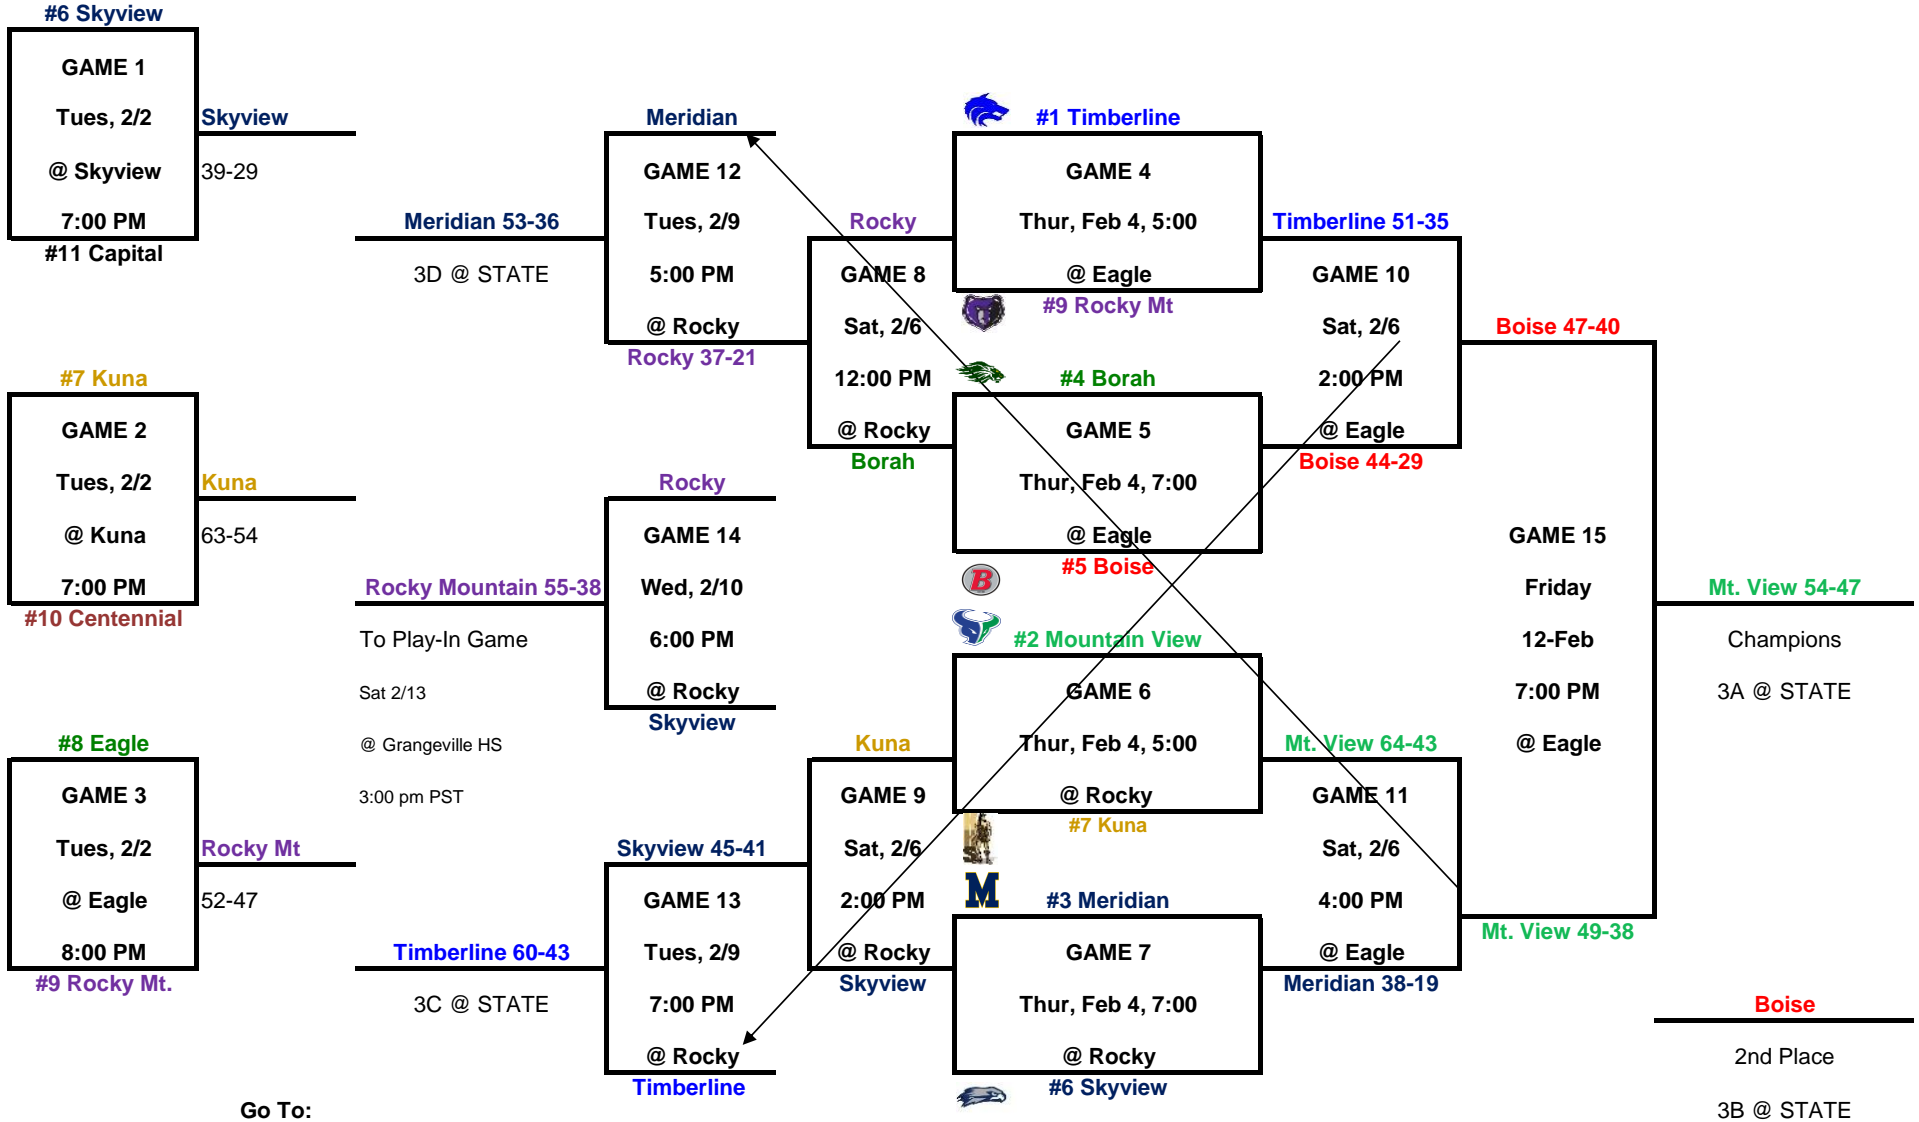 #6 Skyview
GAME 1
Tues, 2/2
@ Skyview
7:00 PM
#11 Capital
Skyview
39-29
#7 Kuna
GAME 2
Tues, 2/2
@ Kuna
7:00 PM
#10 Centennial
Kuna
63-54
#8 Eagle
GAME 3
Tues, 2/2
@ Eagle
8:00 PM
#9 Rocky Mt.
Rocky Mt
52-47
Meridian 53-36
3D @ STATE
Rocky Mountain 55-38
To Play-In Game
Sat 2/13
@ Grangeville HS
3:00 pm PST
Timberline 60-43
3C @ STATE
Go To:
Meridian
GAME 12
Tues, 2/9
5:00 PM
@ Rocky
Rocky 37-21
Rocky
GAME 14
Wed, 2/10
6:00 PM
@ Rocky
Skyview
Skyview 45-41
GAME 13
Tues, 2/9
7:00 PM
@ Rocky
Timberline
Rocky
GAME 8
Sat, 2/6
12:00 PM
@ Rocky
Borah
Kuna
GAME 9
Sat, 2/6
2:00 PM
@ Rocky
Skyview
#1 Timberline
GAME 4
Thur, Feb 4, 5:00
@ Eagle
#9 Rocky Mt
#4 Borah
GAME 5
Thur, Feb 4, 7:00
@ Eagle
#5 Boise
B
#2 Mountain View
GAME 6
Thur, Feb 4, 5:00
@ Rocky
#7 Kuna
M
#3 Meridian
GAME 7
Thur, Feb 4, 7:00
@ Rocky
#6 Skyview
Timberline 51-35
GAME 10
Sat, 2/6
2:00 PM
@ Eagle
Boise 44-29
Mt. View 64-43
GAME 11
Sat, 2/6
4:00 PM
@ Eagle
Meridian 38-19
Boise 47-40
GAME 15
Friday
12-Feb
7:00 PM
@ Eagle
Mt. View 49-38
Mt. View 54-47
Champions
3A @ STATE
Boise
2nd Place
3B @ STATE